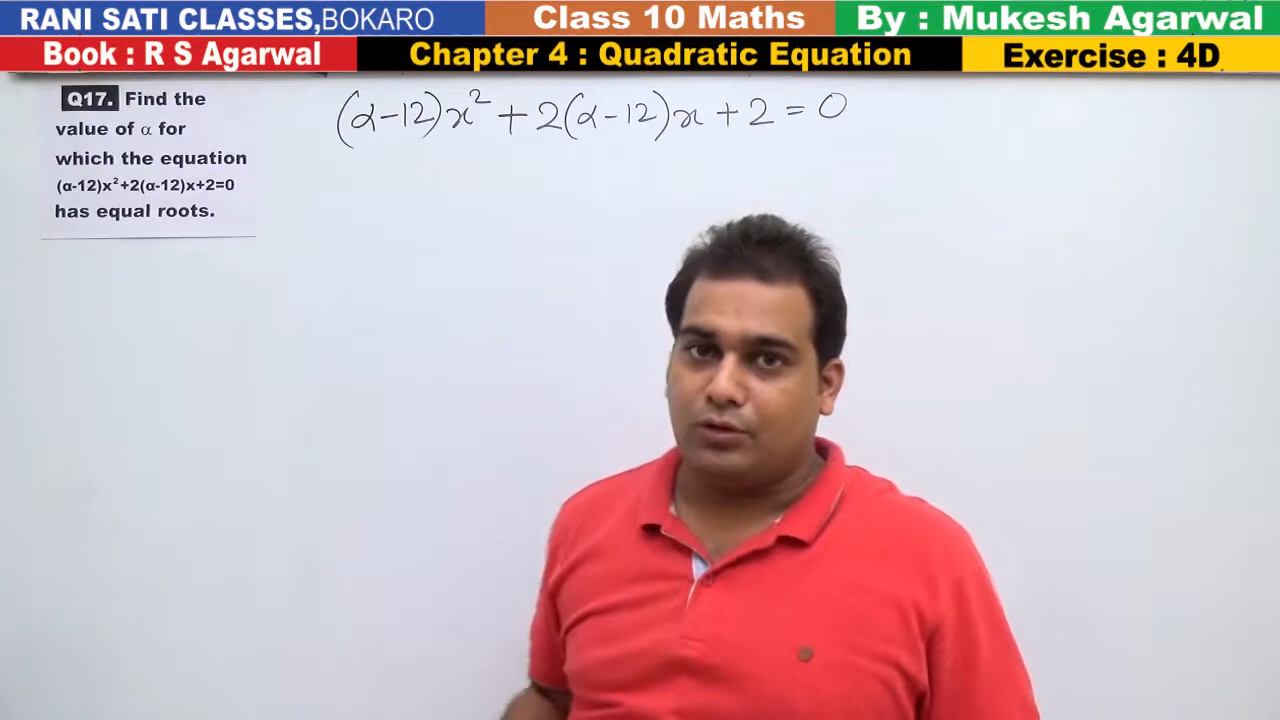 RANI SATI CLASSES,BOKARO
Class 10 Maths
By : Mukesh Agarwal
Book : R S Agarwal
Chapter 4 : Quadratic Equation
Exercise : 4D
Q17. Find the
value of α for
which the equation
(α-12)x²+2(α-12)x+2=0
has equal roots.
(α-12)x² + 2(α-12)x + 2 = 0